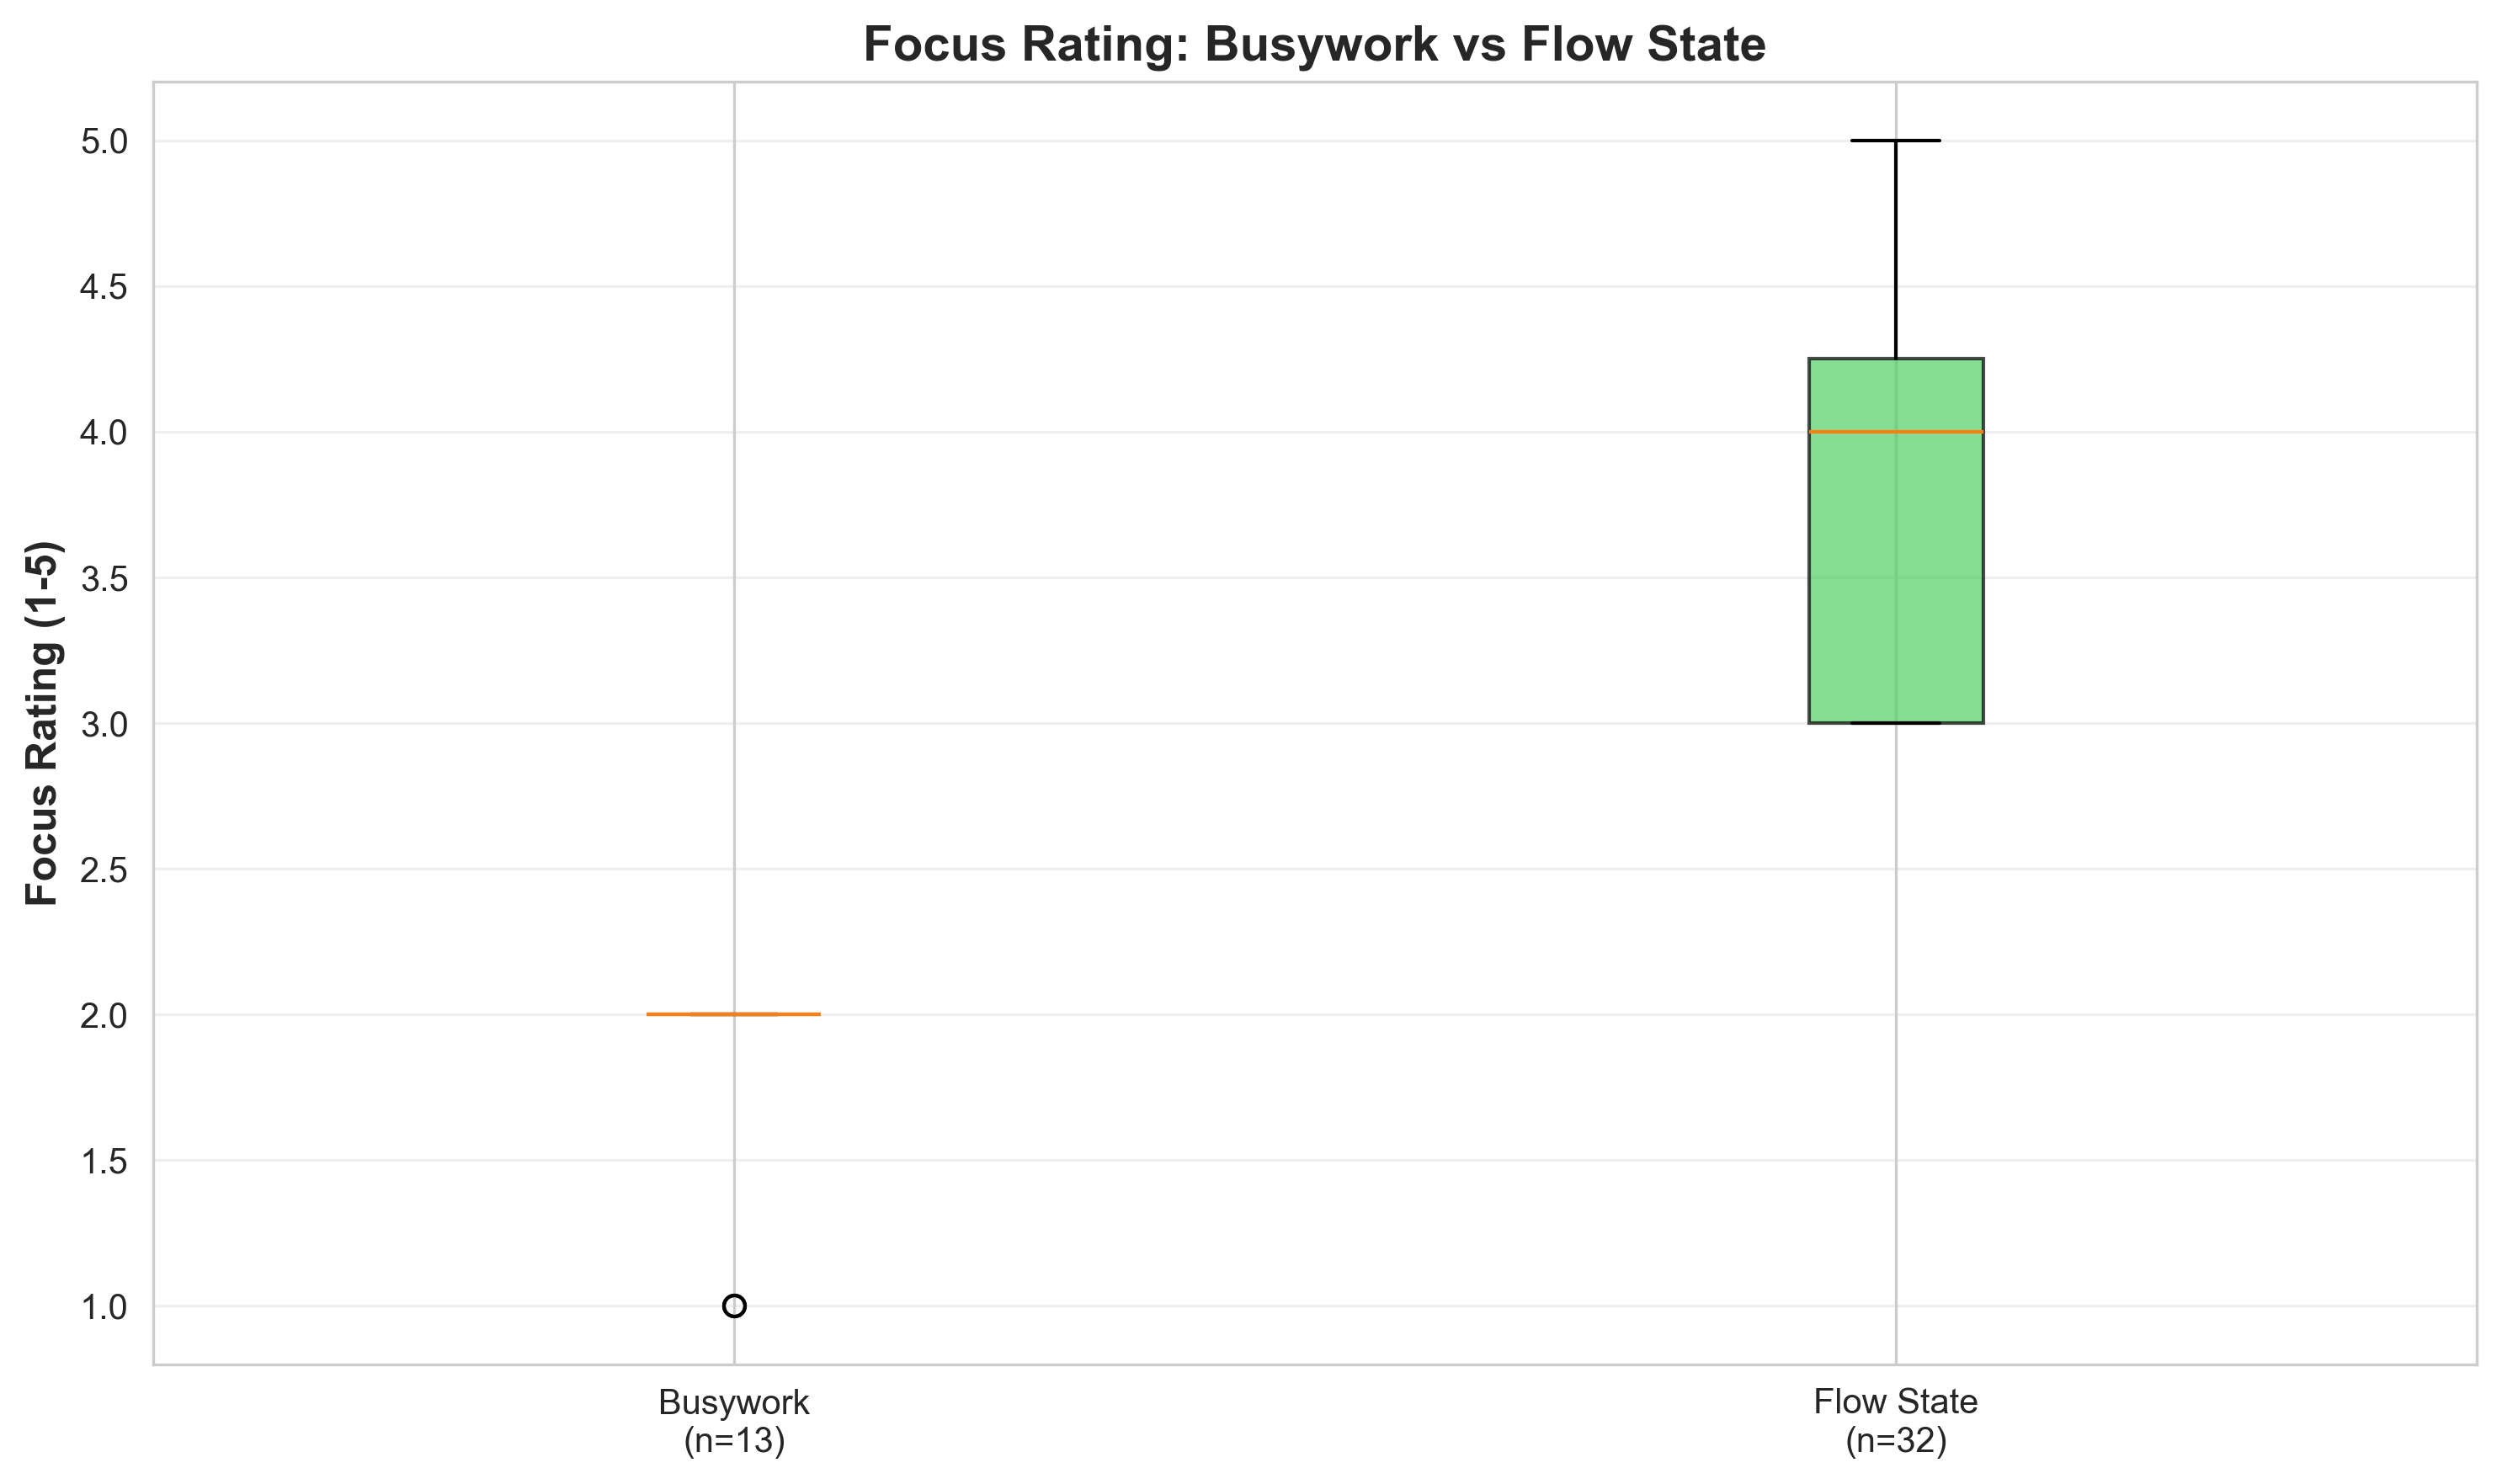 Focus Rating: Busywork vs Flow State
Focus Rating (1-5)
5.0
4.5
4.0
3.5
3.0
2.5
2.0
1.5
1.0
Busywork
(n=13)
Flow State
(n=32)